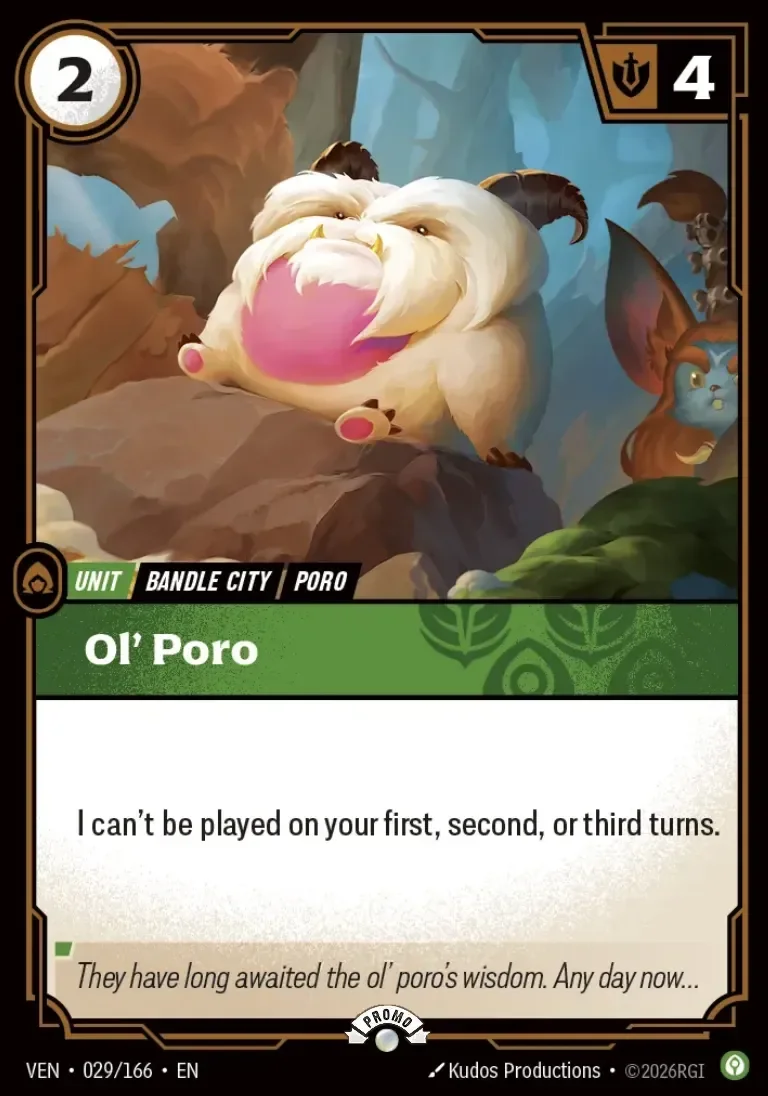 2
4
UNIT BANDLE CITY PORO
Ol’ Poro
I can’t be played on your first, second, or third turns.
They have long awaited the ol’ poro’s wisdom. Any day now...
PROMO
VEN • 029/166 • EN
Kudos Productions • ©2026RGI